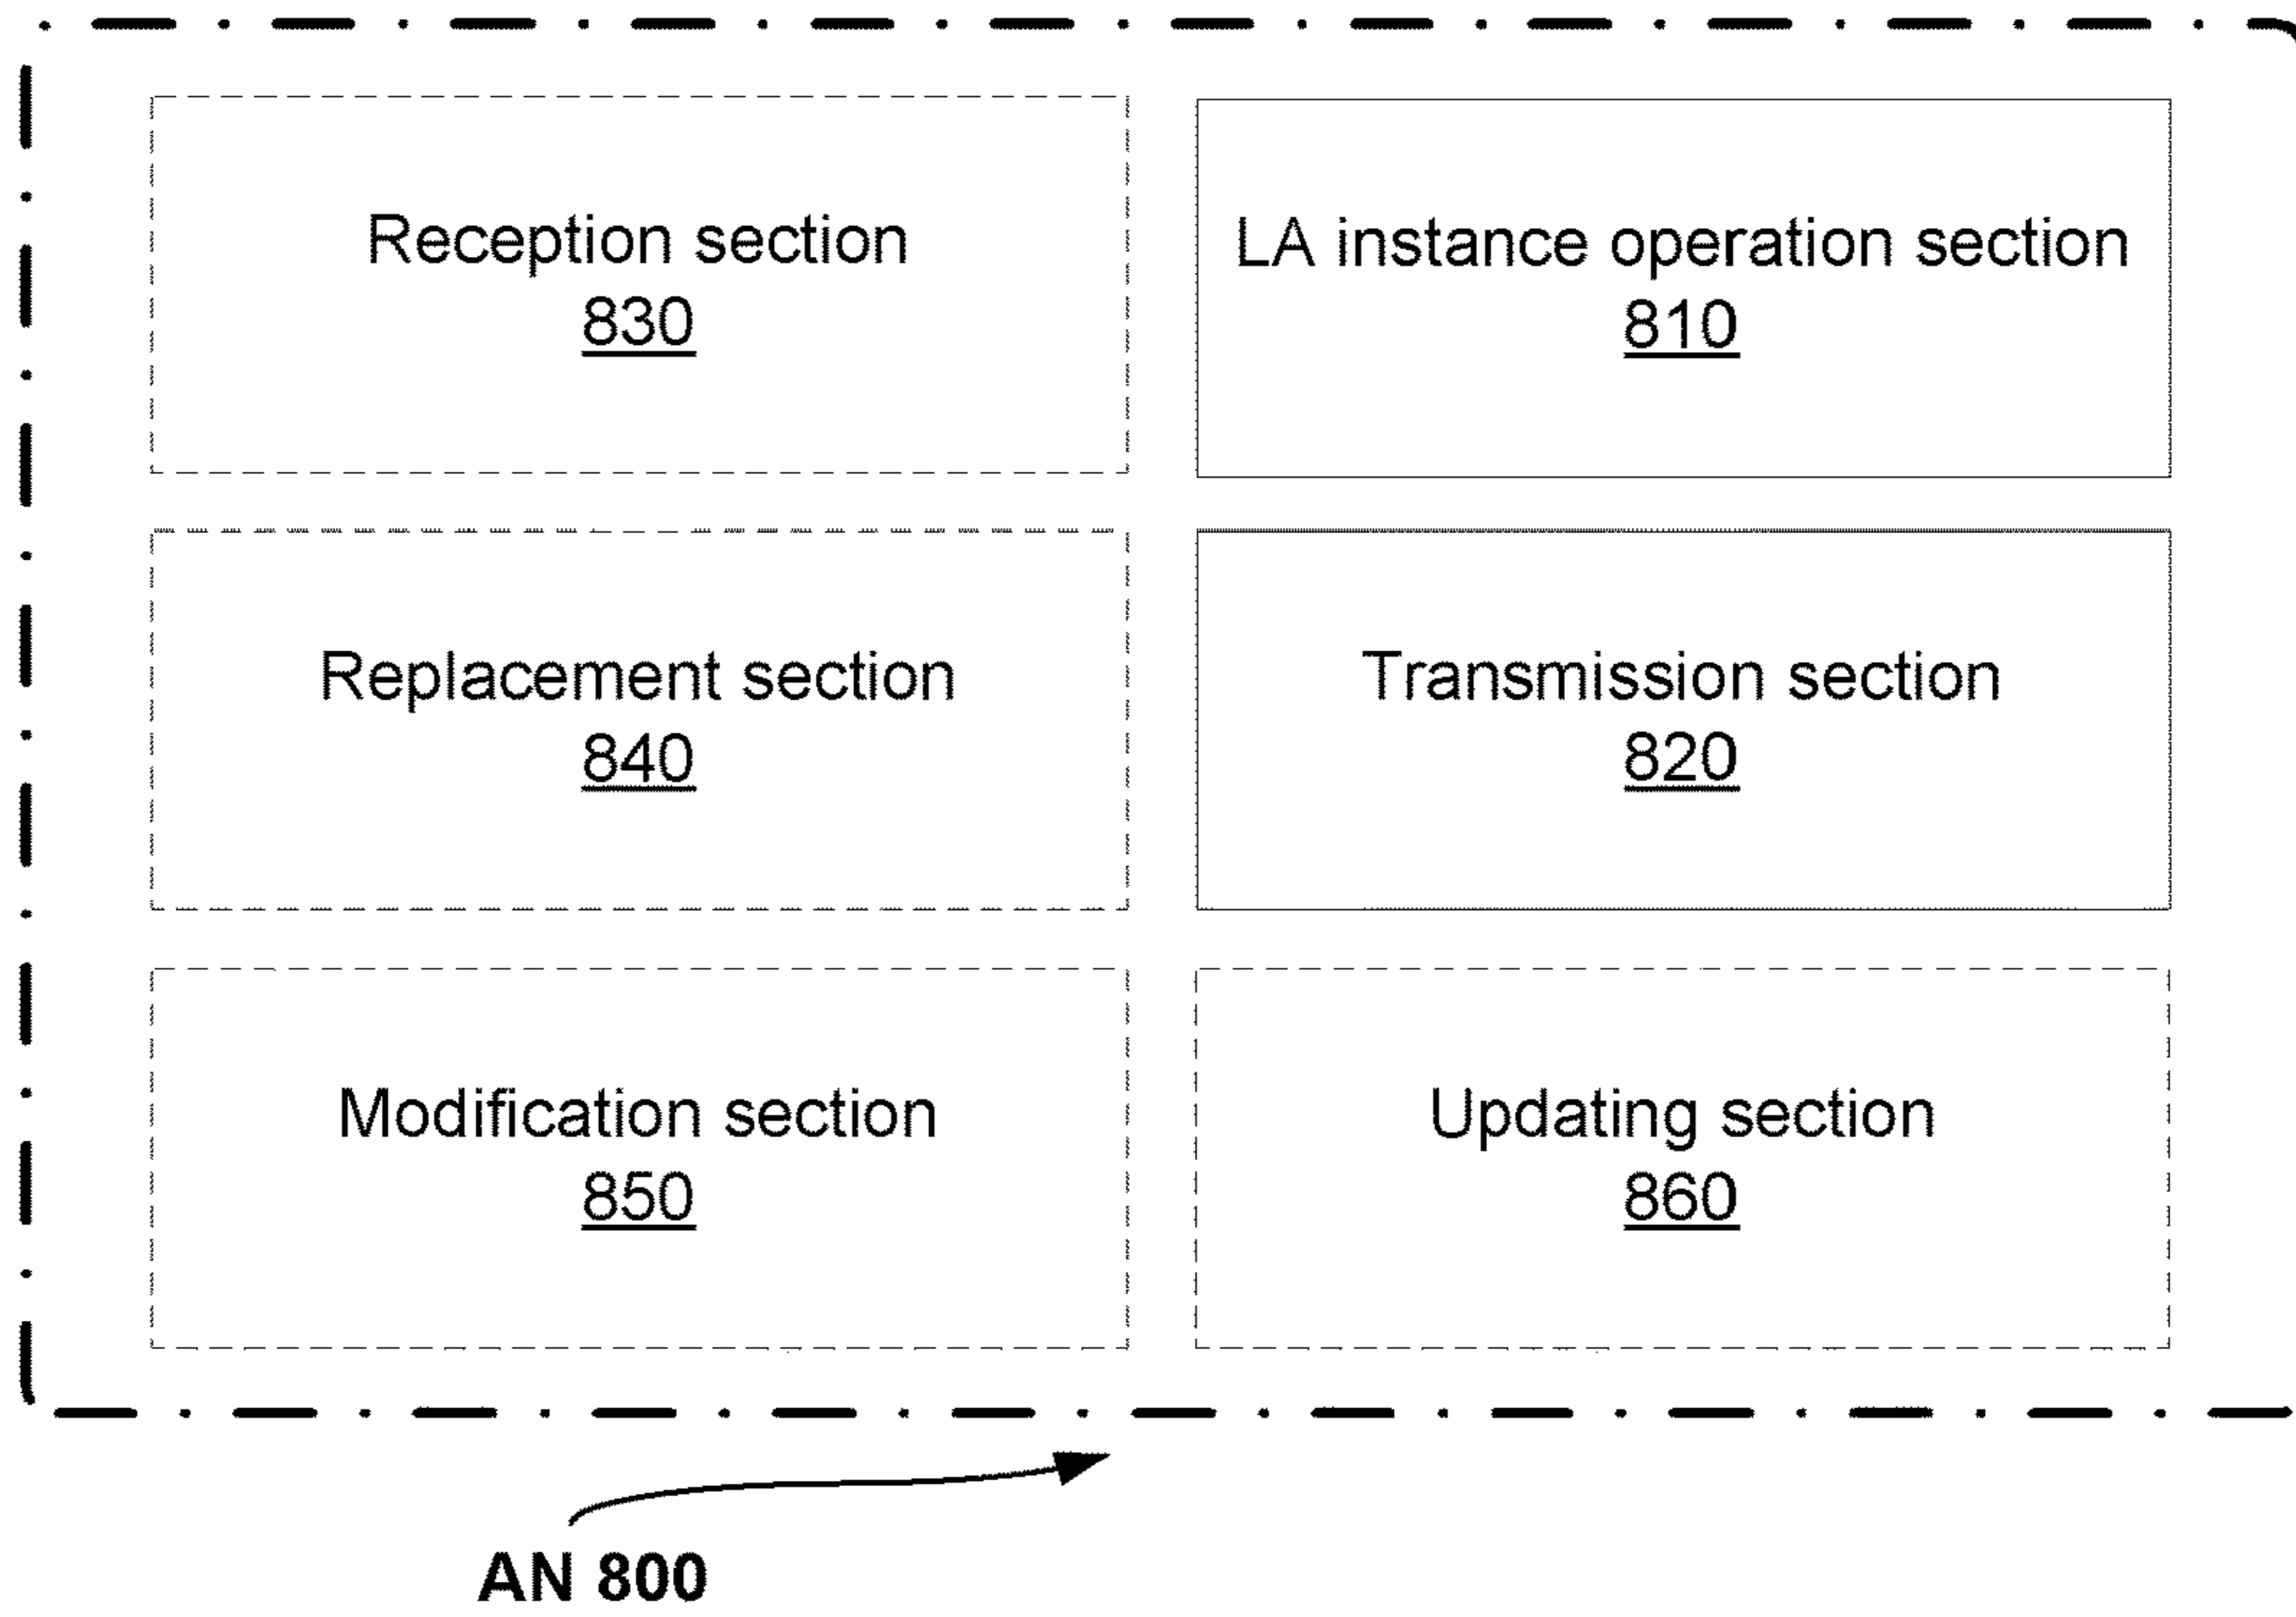 Reception section
830
LA instance operation section
810
Replacement section
840
Transmission section
820
Modification section
850
Updating section
860
AN 800